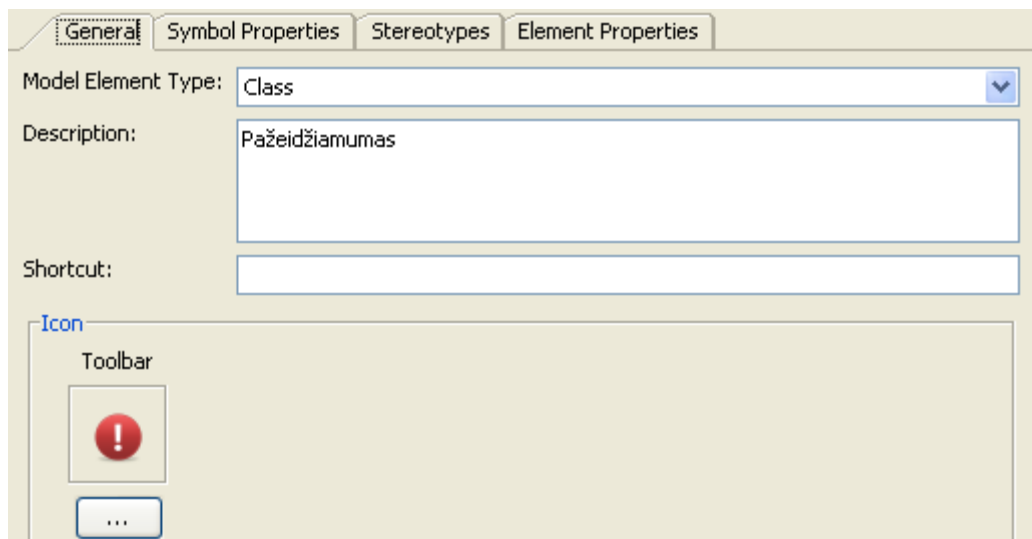 General Symbol Properties Stereotypes Element Properties
Model Element Type: Class
Description: Pažeidžiamumas
Shortcut:
Icon
Toolbar
...